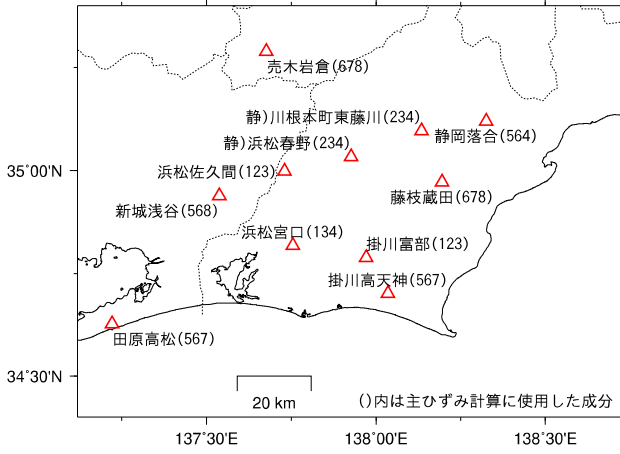 売木岩倉(678)
静)川根本町東藤川(234)
静岡落合(564)
静)浜松春野(234)
35°00'N
浜松佐久間(123)
藤枝蔵田(678)
新城浅谷(568)
浜松宮口(134)
掛川富部(123)
掛川高天神(567)
田原高松(567)
34°30'N
20 km
()内は主ひずみ計算に使用した成分
137°30'E
138°00'E
138°30'E